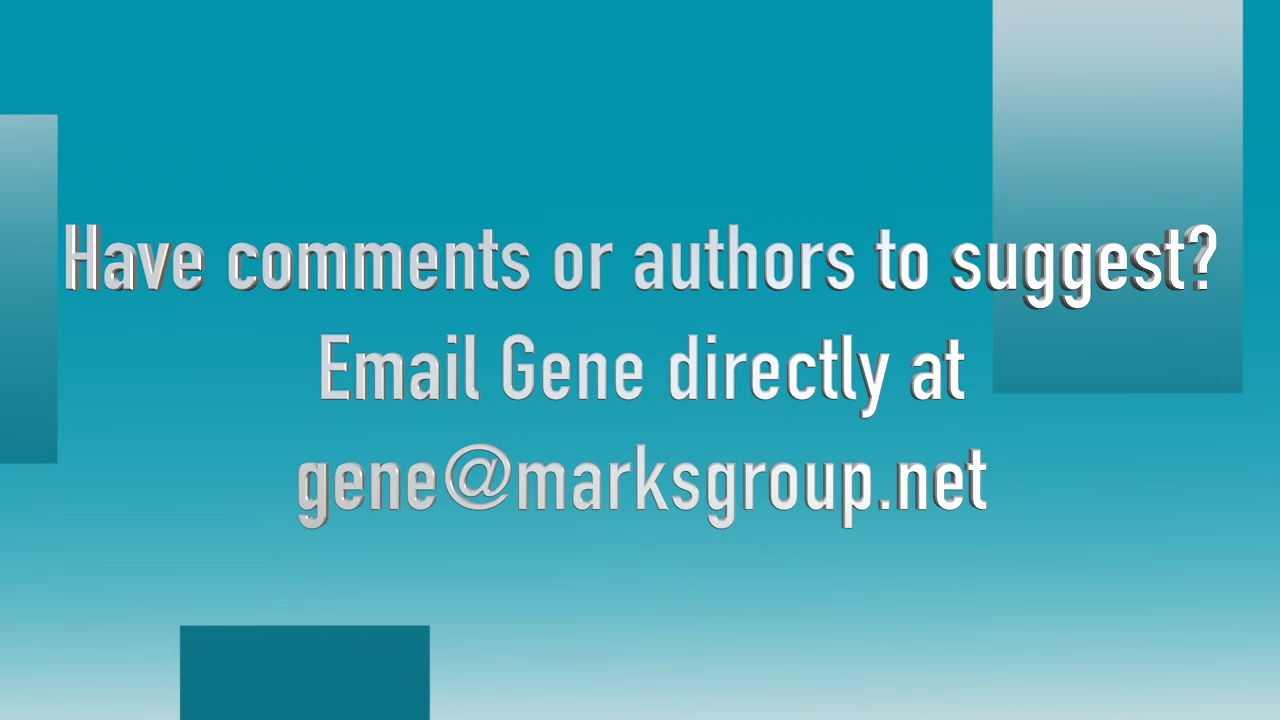 Have comments or authors to suggest?
Email Gene directly at
gene@marksgroup.net